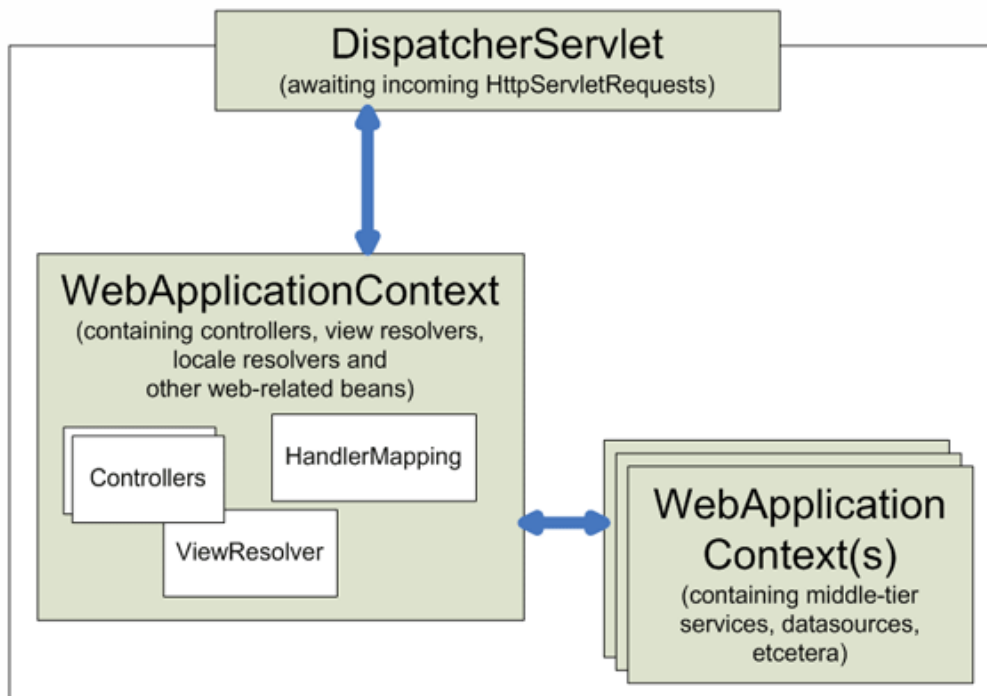 DispatcherServlet
(awaiting incoming HttpServletRequests)
WebApplicationContext
(containing controllers, view resolvers,
locale resolvers and
other web-related beans)
Controllers
HandlerMapping
ViewResolver
WebApplication
Context(s)
(containing middle-tier
services, datasources,
etcetera)